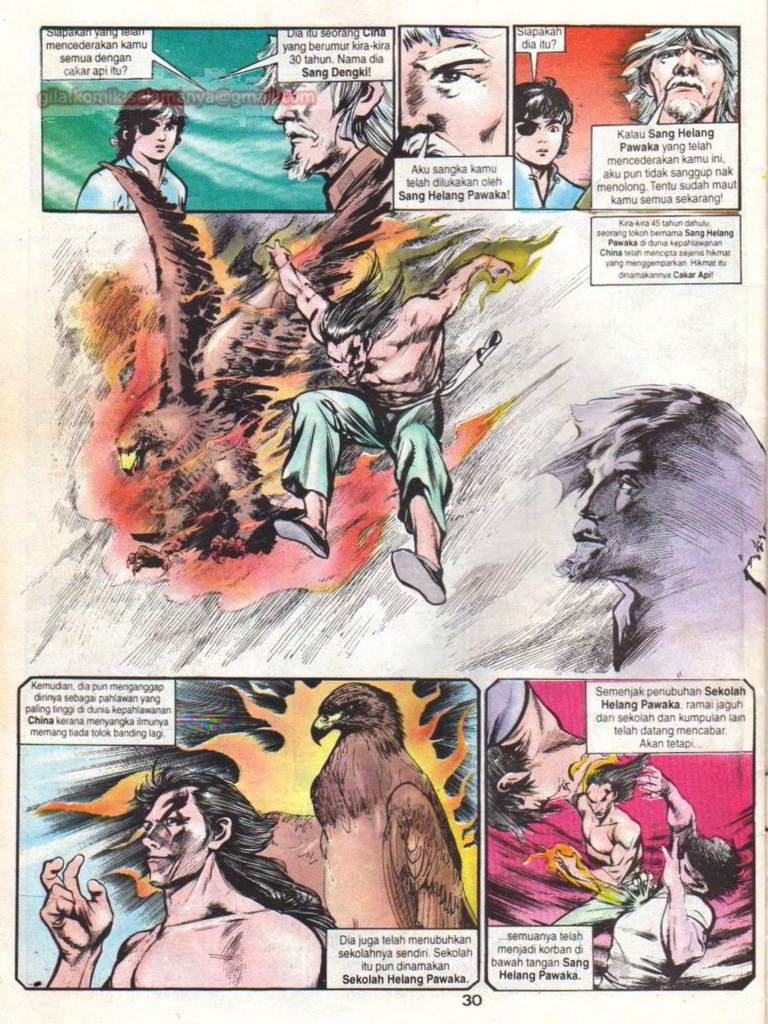 Siapakah yang telah
mencederakan kamu
semua dengan
cakar api itu?
Dia itu seorang Cina
yang berumur kira-kira
30 tahun. Nama dia
Sang Dengki!
gila.komik.selamanya@gmail.com
Aku sangka kamu
telah dilukakan oleh
Sang Helang Pawaka!
Siapakah
dia itu?
Kalau Sang Helang
Pawaka yang telah
mencederakan kamu ini,
aku pun tidak sanggup nak
menolong. Tentu sudah maut
kamu semua sekarang!
Kira-kira 45 tahun dahulu,
seorang tokoh bernama Sang Helang
Pawaka di dunia kepahlawanan
China telah mencipta sejenis hikmat
yang menggemparkan. Hikmat itu
dinamakannya Cakar Api!
Kemudian, dia pun menganggap
dirinya sebagai pahlawan yang
paling tinggi di dunia kepahlawanan
China kerana menyangka ilmunya
memang tiada tolok banding lagi.
Dia juga telah menubuhkan
sekolahnya sendiri. Sekolah
itu pun dinamakan
Sekolah Helang Pawaka.
Semenjak penubuhan Sekolah
Helang Pawaka, ramai jaguh
dari sekolah dan kumpulan lain
telah datang mencabar.
Akan tetapi...
...semuanya telah
menjadi korban di
bawah tangan Sang
Helang Pawaka.
30